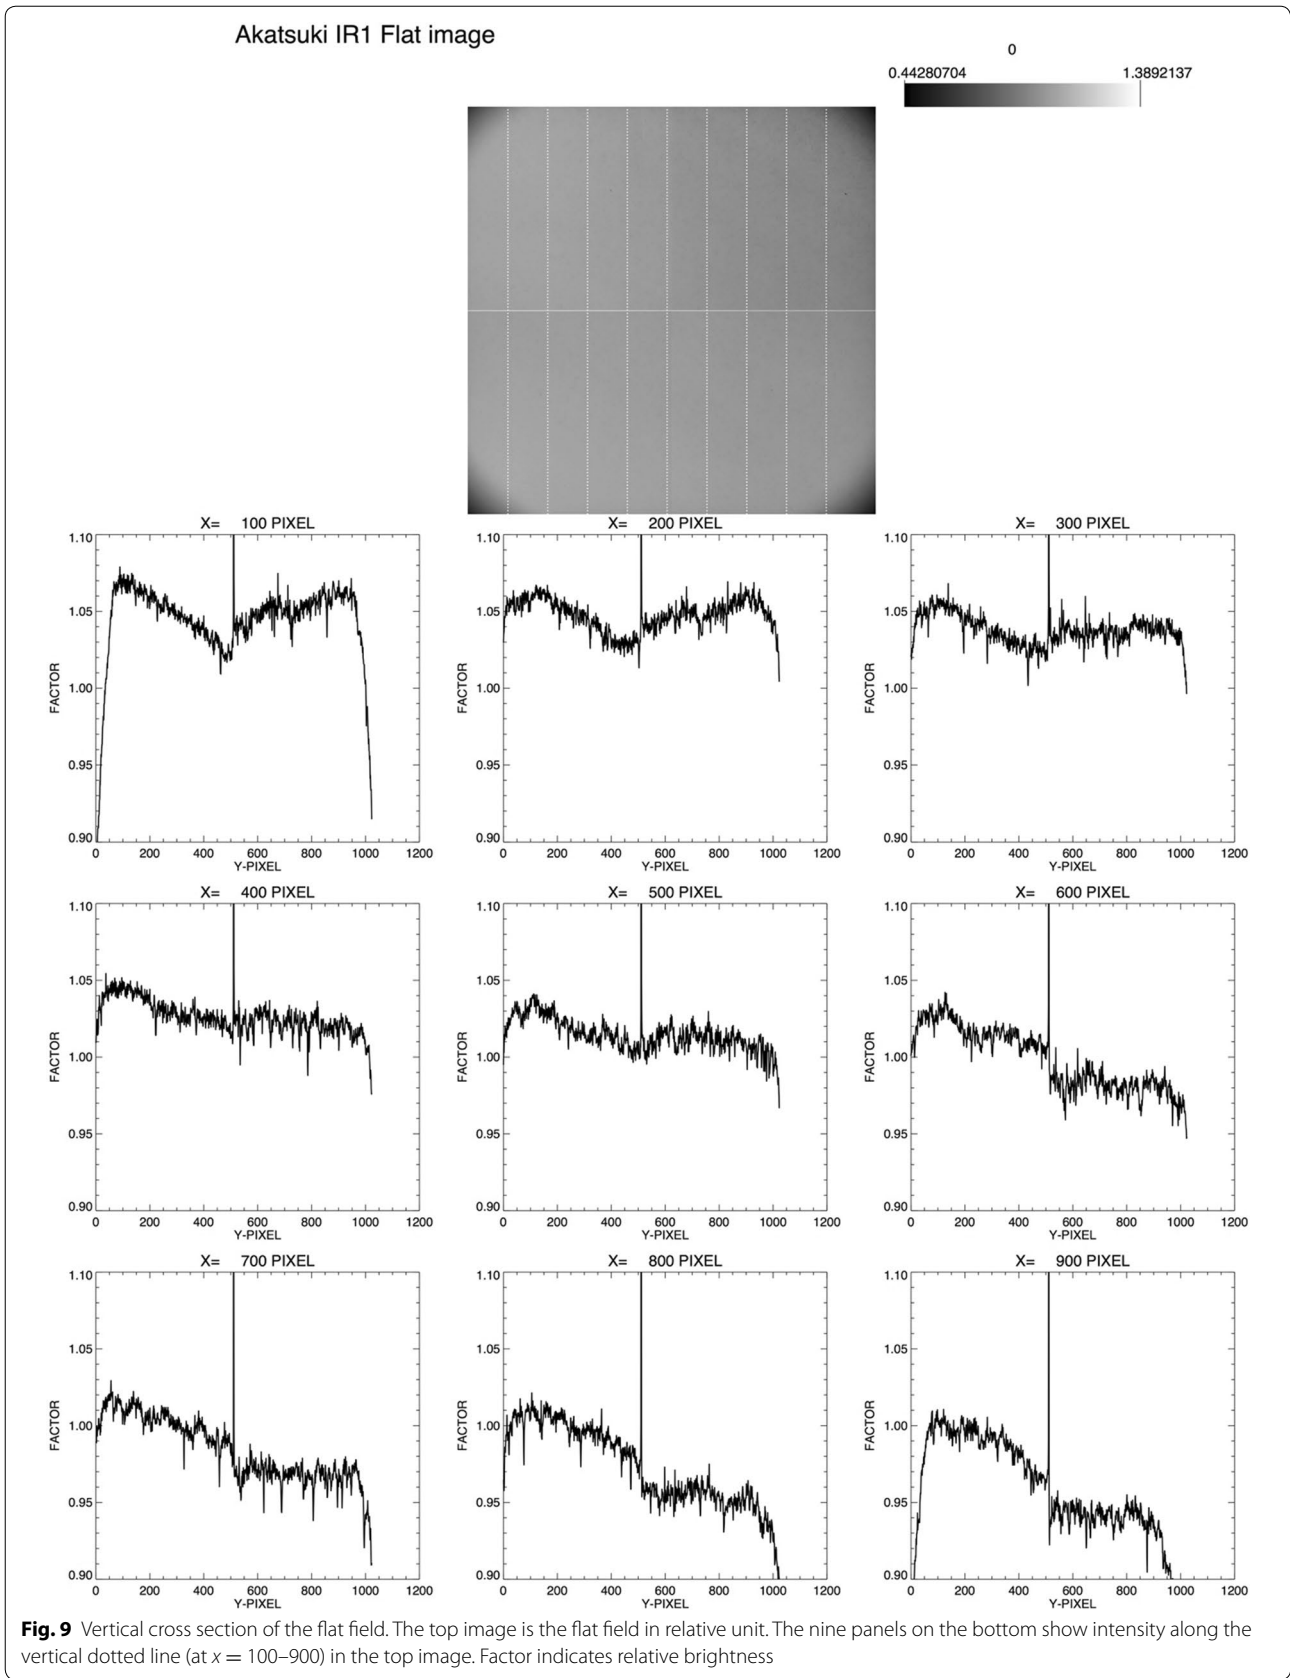 Akatsuki IR1 Flat image
0
0.44280704 1.3892137
X= 100 PIXEL X= 200 PIXEL X= 300 PIXEL
1.10 1.10 1.10
1.05 1.05 1.05
1.00 1.00 1.00
0.95 0.95 0.95
0.90 0.90 0.90
FACTOR FACTOR FACTOR
0 200 400 600 800 1000 1200 0 200 400 600 800 1000 1200 0 200 400 600 800 1000 1200
Y-PIXEL Y-PIXEL Y-PIXEL
X= 400 PIXEL X= 500 PIXEL X= 600 PIXEL
1.10 1.10 1.10
1.05 1.05 1.05
1.00 1.00 1.00
0.95 0.95 0.95
0.90 0.90 0.90
FACTOR FACTOR FACTOR
0 200 400 600 800 1000 1200 0 200 400 600 800 1000 1200 0 200 400 600 800 1000 1200
Y-PIXEL Y-PIXEL Y-PIXEL
X= 700 PIXEL X= 800 PIXEL X= 900 PIXEL
1.10 1.10 1.10
1.05 1.05 1.05
1.00 1.00 1.00
0.95 0.95 0.95
0.90 0.90 0.90
FACTOR FACTOR FACTOR
0 200 400 600 800 1000 1200 0 200 400 600 800 1000 1200 0 200 400 600 800 1000 1200
Y-PIXEL Y-PIXEL Y-PIXEL
Fig. 9 Vertical cross section of the flat field. The top image is the flat field in relative unit. The nine panels on the bottom show intensity along the
vertical dotted line (at x = 100–900) in the top image. Factor indicates relative brightness